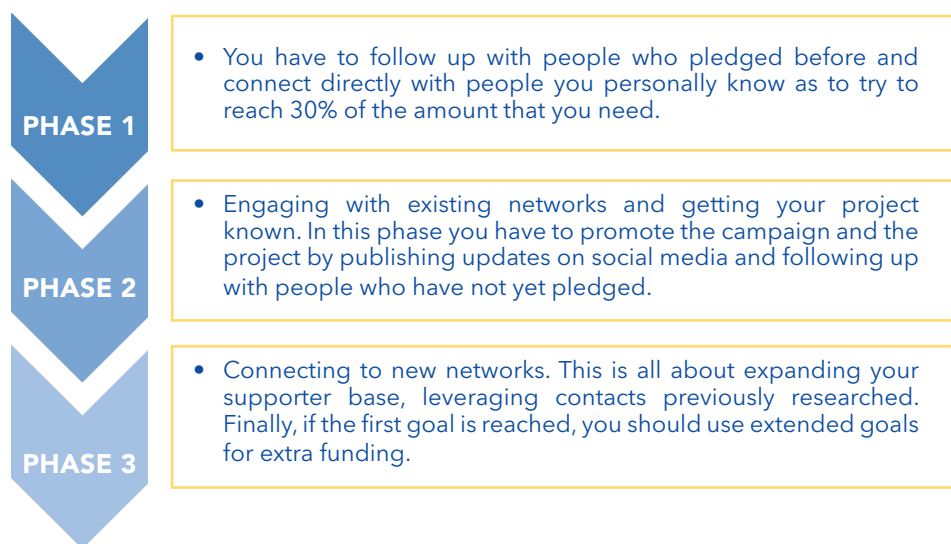 PHASE 1
• You have to follow up with people who pledged before and
connect directly with people you personally know as to try to
reach 30% of the amount that you need.
PHASE 2
• Engaging with existing networks and getting your project
known. In this phase you have to promote the campaign and the
project by publishing updates on social media and following up
with people who have not yet pledged.
PHASE 3
• Connecting to new networks. This is all about expanding your
supporter base, leveraging contacts previously researched.
Finally, if the first goal is reached, you should use extended goals
for extra funding.